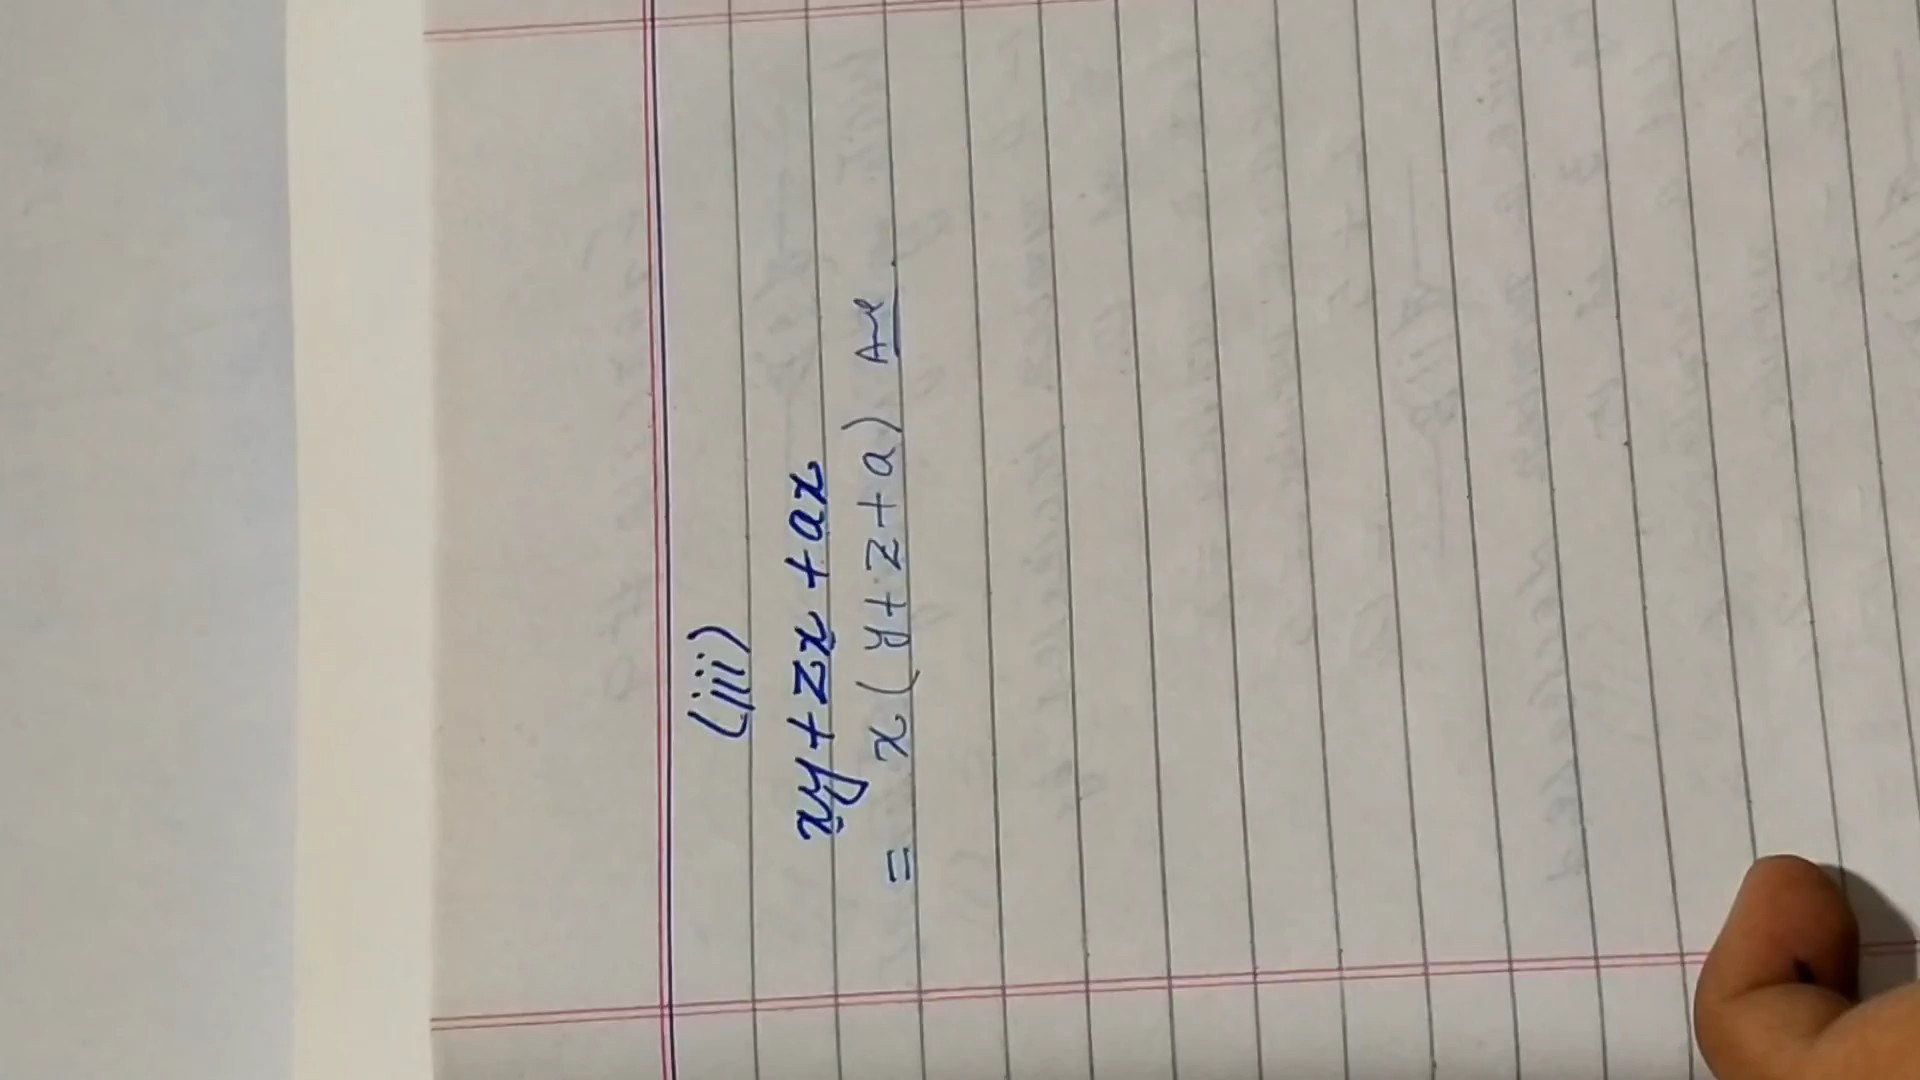 (iii)
xy + zx + ax
= x ( y + z + a ) Ans